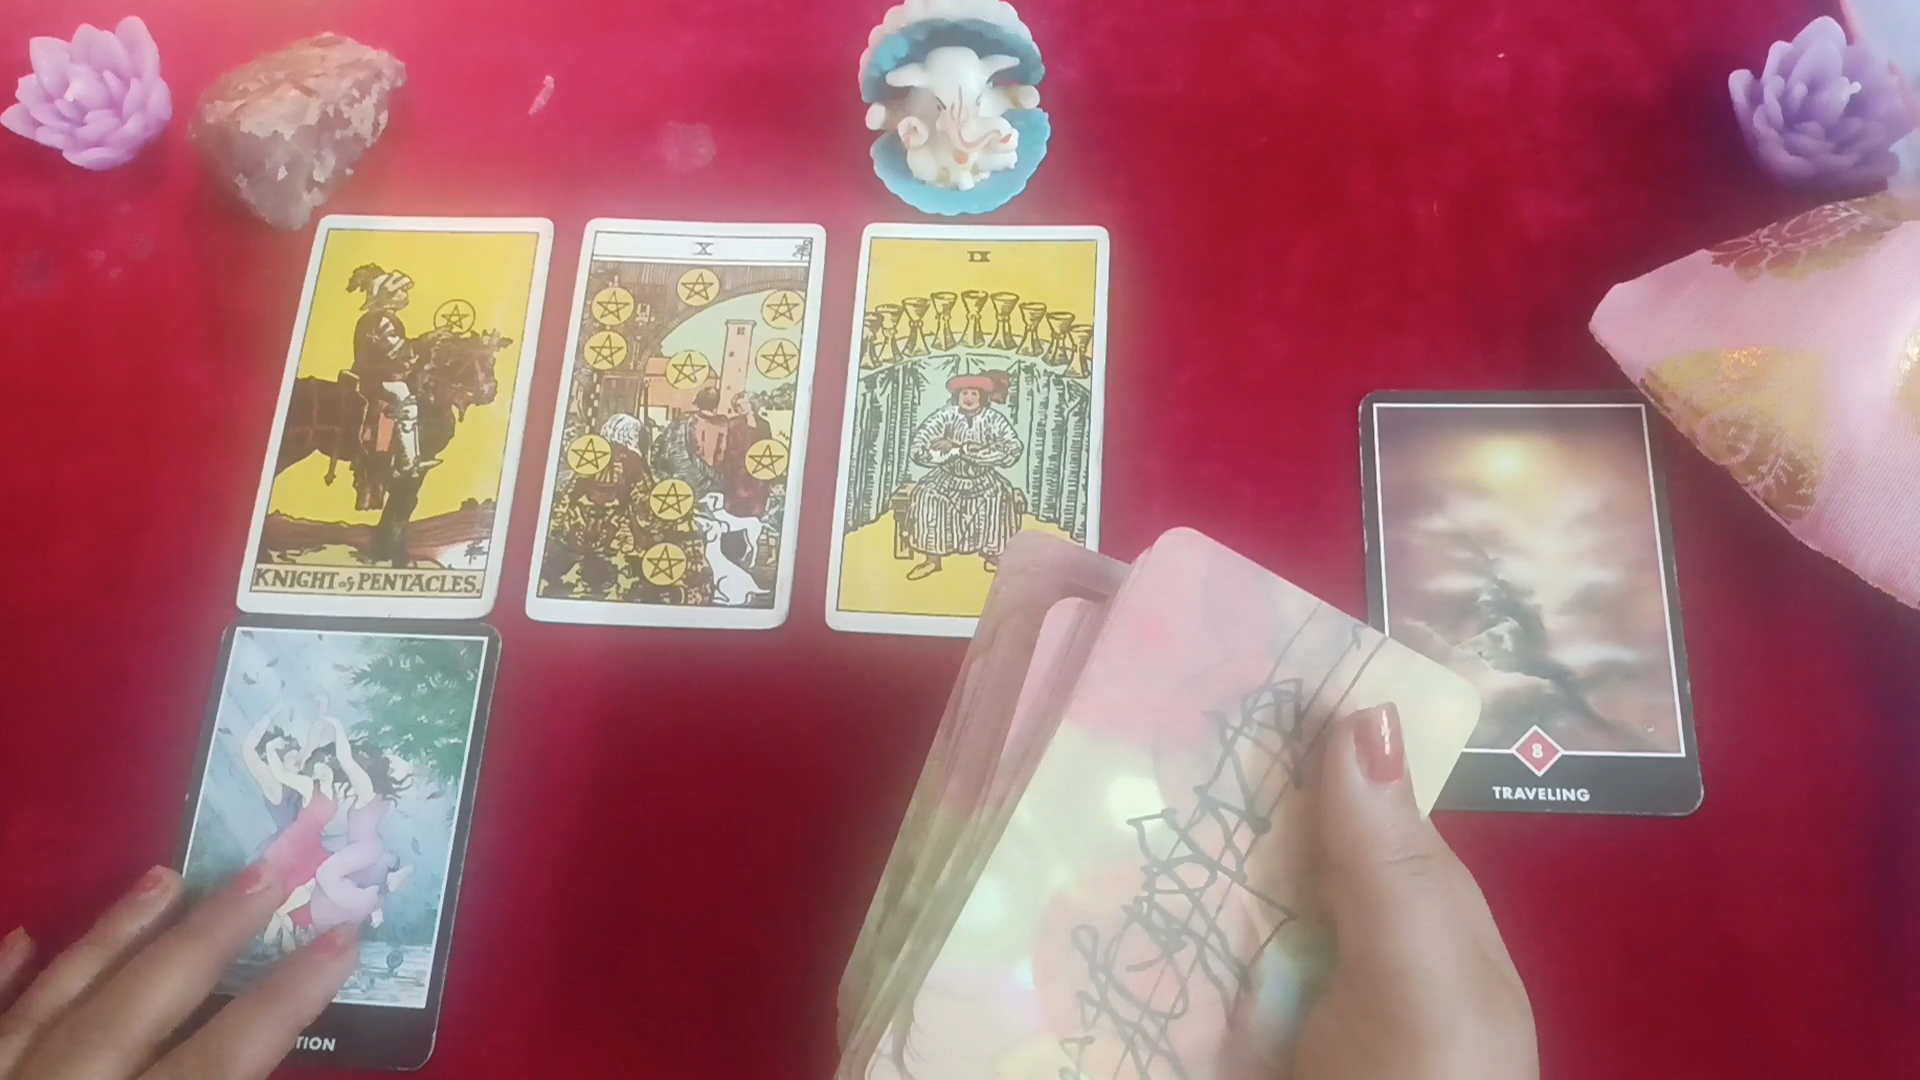 X
IX
KNIGHT of PENTACLES.
8
TRAVELING
TION